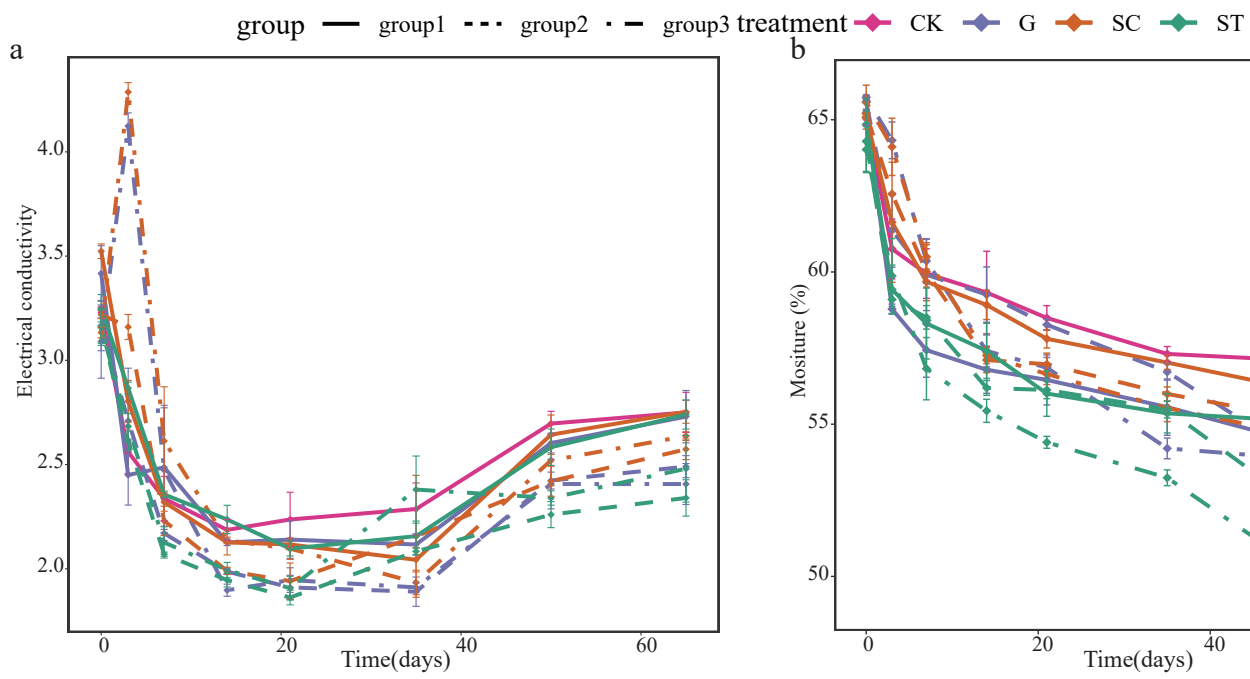 group group1 group2 group3 treatment CK G SC ST
a b
4.0
3.5
3.0
2.5
2.0
Electrical conductivity
0 20 40 60
Time(days)
65
60
55
50
Mositure (%)
0 20 40
Time(days)